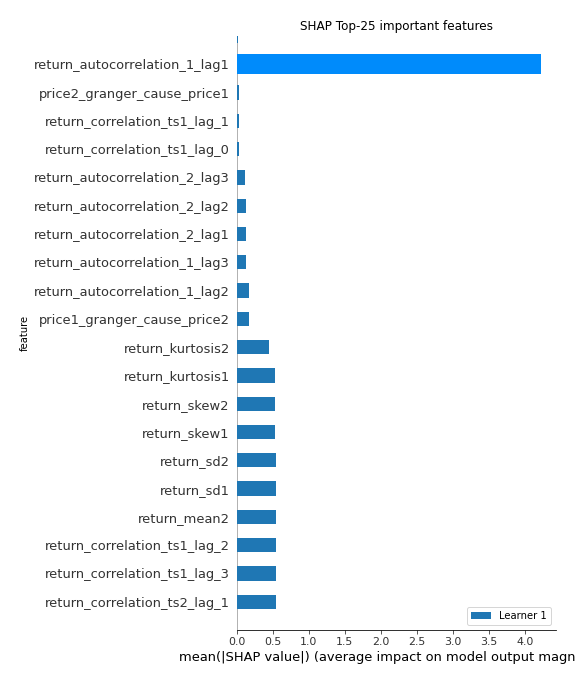 SHAP Top-25 important features
return_autocorrelation_1_lag1
price2_granger_cause_price1
return_correlation_ts1_lag_1
return_correlation_ts1_lag_0
return_autocorrelation_2_lag3
return_autocorrelation_2_lag2
return_autocorrelation_2_lag1
return_autocorrelation_1_lag3
return_autocorrelation_1_lag2
price1_granger_cause_price2
feature
return_kurtosis2
return_kurtosis1
return_skew2
return_skew1
return_sd2
return_sd1
return_mean2
return_correlation_ts1_lag_2
return_correlation_ts1_lag_3
return_correlation_ts2_lag_1
Learner 1
0.0 0.5 1.0 1.5 2.0 2.5 3.0 3.5 4.0
mean(|SHAP value|) (average impact on model output magn